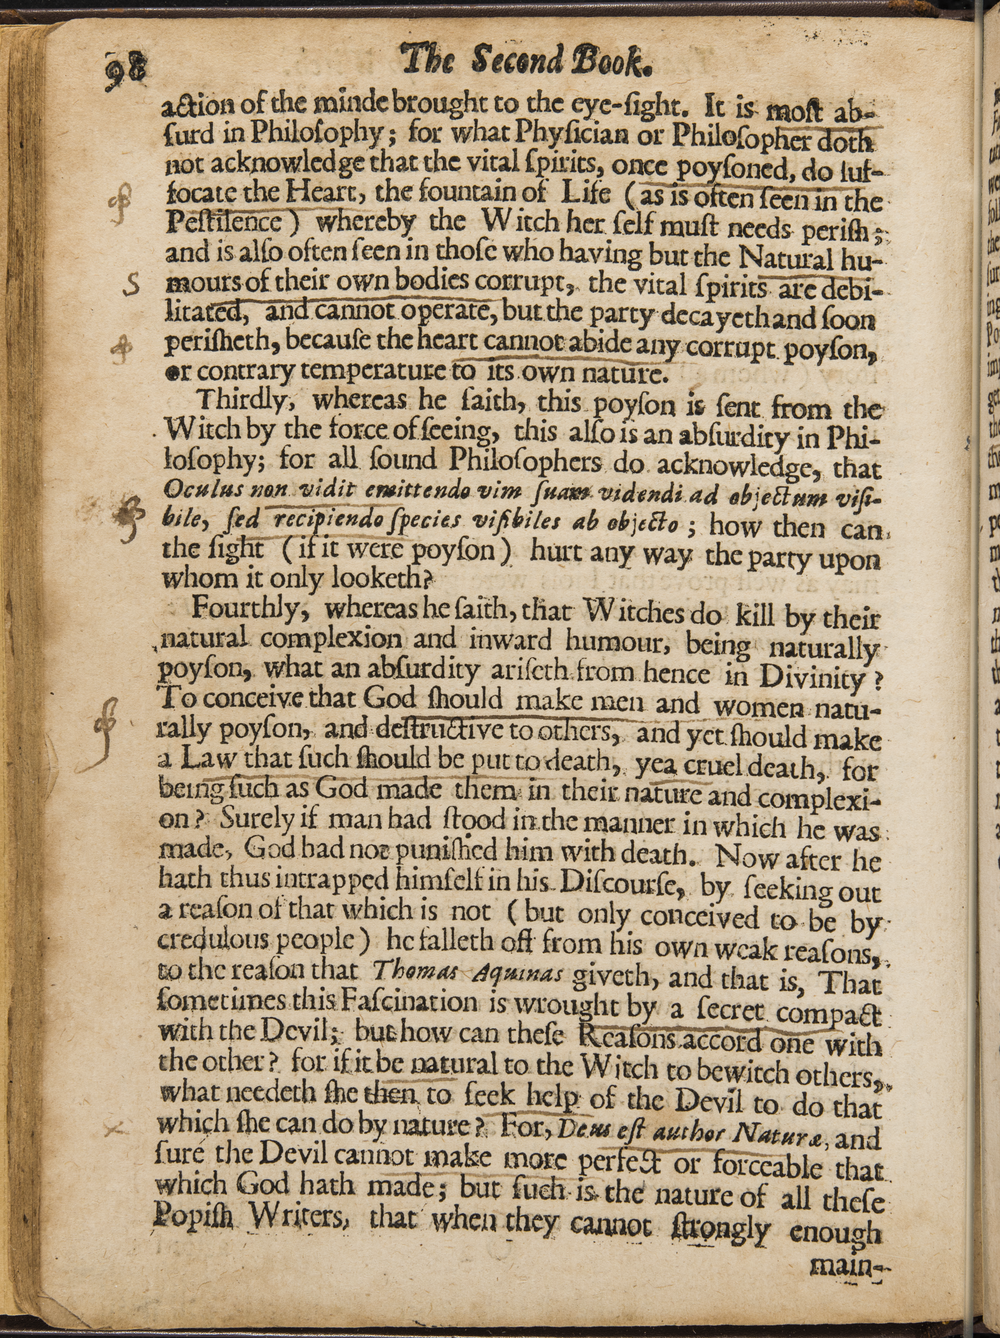 98
The Second Book.
action of the minde brought to the eye-ſight. It is moſt ab-
ſurd in Philoſophy; for what Phyſician or Philoſopher doth
not acknowledge that the vital ſpirits, once poyſoned, do ſuf-
focate the Heart, the fountain of Life (as is often ſeen in the
Peſtilence) whereby the Witch her ſelf muſt needs periſh;
and is alſo often ſeen in thoſe who having but the Natural hu-
mours of their own bodies corrupt, the vital ſpirits are debi-
litated, and cannot operate, but the party decayeth and ſoon
periſheth, becauſe the heart cannot abide any corrupt poyſon,
or contrary temperature to its own nature.
Thirdly, whereas he ſaith, this poyſon is ſent from the
Witch by the force of ſeeing, this alſo is an abſurdity in Phi-
loſophy; for all ſound Philoſophers do acknowledge, that
Oculus non vidit emittendo vim ſuam videndi ad objectum viſi-
bile, ſed recipiendo ſpecies viſibiles ab objecto; how then can
the ſight (if it were poyſon) hurt any way the party upon
whom it only looketh?
Fourthly, whereas he ſaith, that Witches do kill by their
natural complexion and inward humour, being naturally
poyſon, what an abſurdity ariſeth from hence in Divinity?
To conceive that God ſhould make men and women natu-
rally poyſon, and deſtructive to others, and yet ſhould make
a Law that ſuch ſhould be put to death, yea cruel death, for
being ſuch as God made them in their nature and complexi-
on? Surely if man had ſtood in the manner in which he was
made, God had not puniſhed him with death. Now after he
hath thus intrapped himſelf in his Diſcourſe, by ſeeking out
a reaſon of that which is not (but only conceived to be by
credulous people) he falleth off from his own weak reaſons,
to the reaſon that Thomas Aquinas giveth, and that is, That
ſometimes this Faſcination is wrought by a ſecret compact
with the Devil; but how can theſe Reaſons accord one with
the other? for if it be natural to the Witch to bewitch others,
what needeth ſhe then to ſeek help of the Devil to do that
which ſhe can do by nature? For, Deus eſt author Naturæ, and
ſure the Devil cannot make more perfect or forceable that
which God hath made; but ſuch is the nature of all theſe
Popiſh Writers, that when they cannot ſtrongly enough
main-